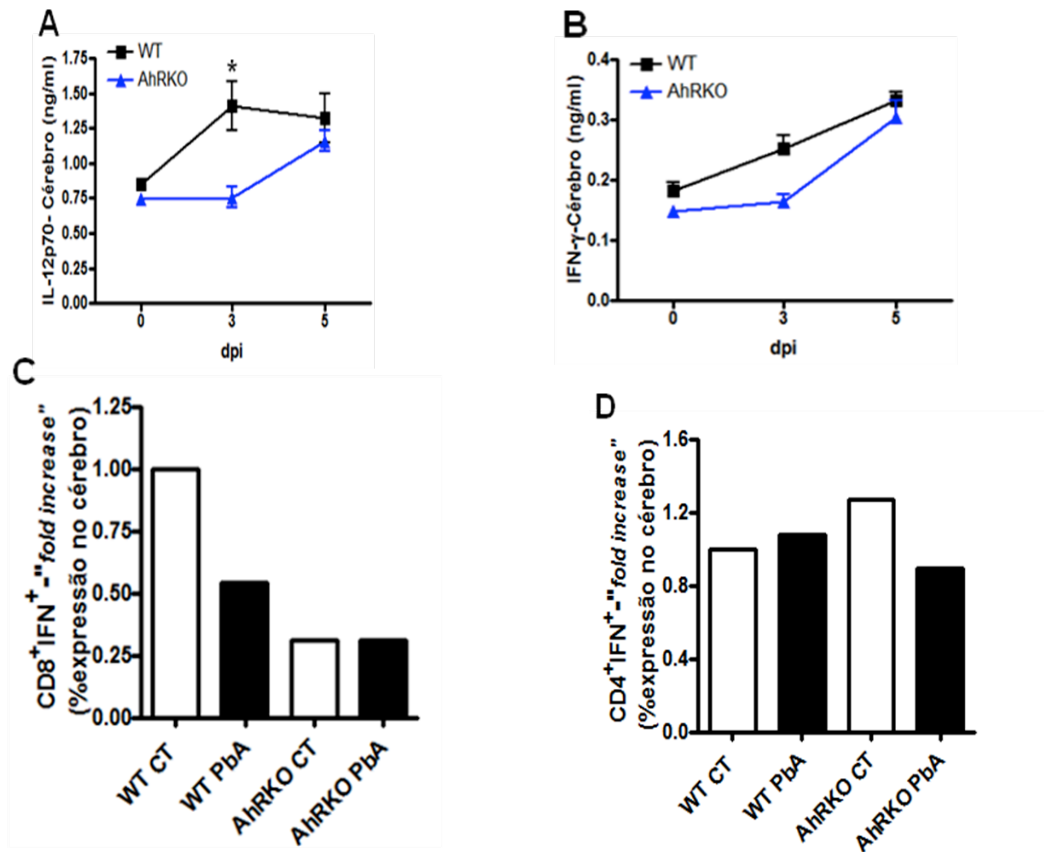 A
WT
AhRKO
*
IL-12p70- Cérebro (ng/ml)
1.75
1.50
1.25
1.00
0.75
0.50
0.25
0.00
0 3 5
dpi
B
WT
AhRKO
IFN-γ-Cérebro (ng/ml)
0.4
0.3
0.2
0.1
0.0
0 3 5
dpi
C
CD8+IFN+-"fold increase"
(%expressão no cérebro)
1.25
1.00
0.75
0.50
0.25
0.00
WT CT
WT PbA
AhRKO CT
AhRKO PbA
D
CD4+IFN+-"fold increase"
(%expressão no cérebro)
1.6
1.2
0.8
0.4
0.0
WT CT
WT PbA
AhRKO CT
AhRKO PbA